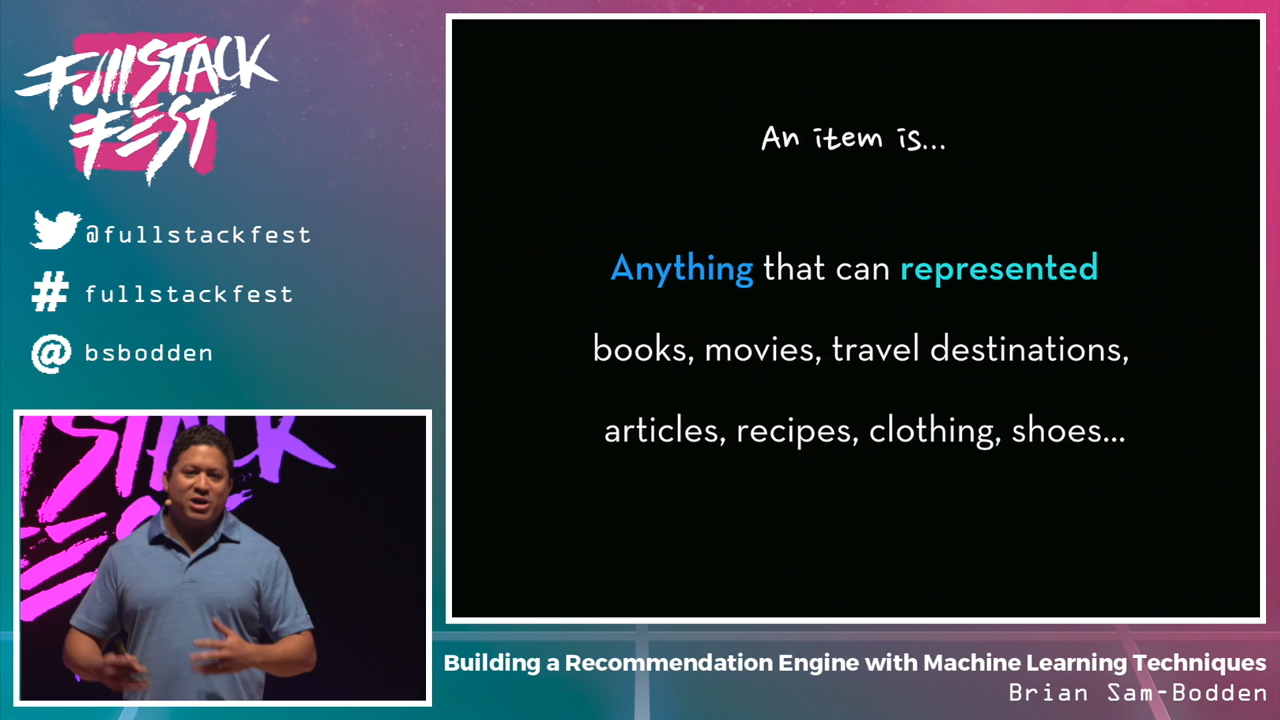 FullSTACK
FEST
@fullstackfest
# fullstackfest
@ bsbodden
An item is...
Anything that can represented
books, movies, travel destinations,
articles, recipes, clothing, shoes...
Building a Recommendation Engine with Machine Learning Techniques
Brian Sam-Bodden